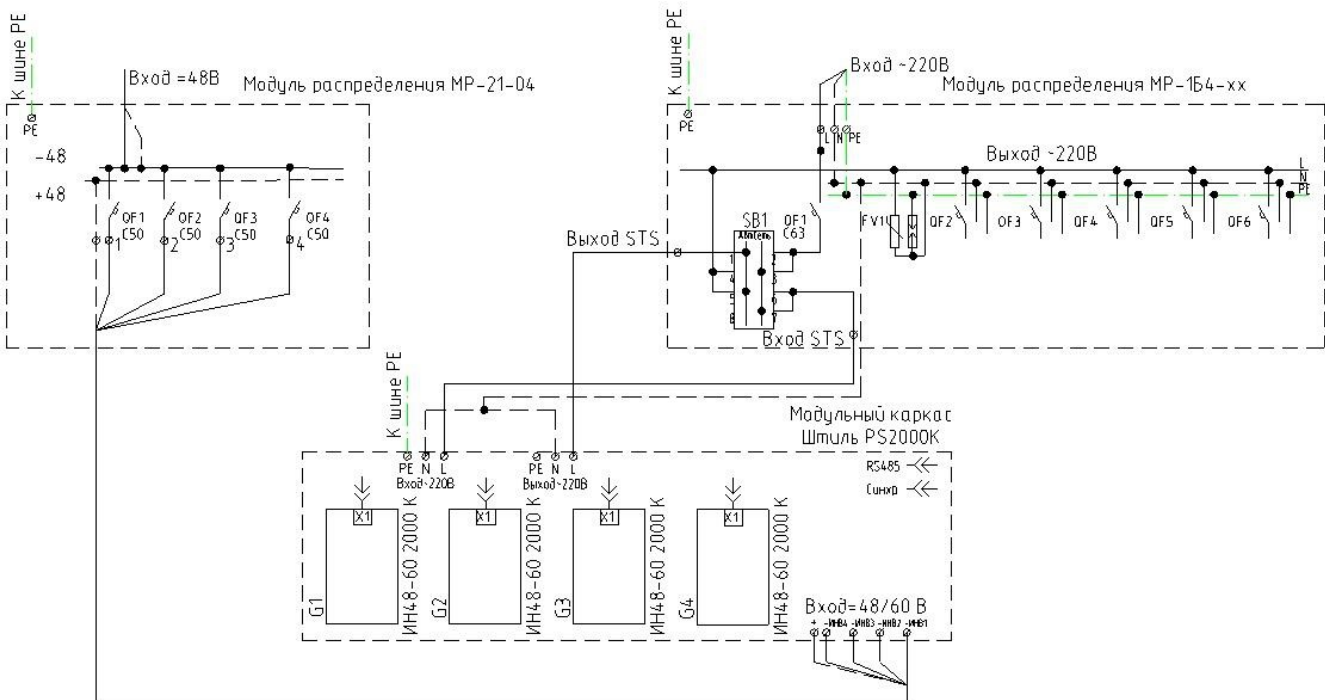 К шине PE
Вход =48В
Модуль распределения МР-21-04
PE
-48
+48
QF1
C50
QF2
C50
QF3
C50
QF4
C50
1
2
3
4
К шине PE
Вход ~220В
Модуль распределения МР-1Б4-хх
PE
L
N
PE
Выход ~220В
L
N
PE
SB1
QF1
C63
FV1
QF2
QF3
QF4
QF5
QF6
Выход STS
Вход STS
К шине PE
Модульный каркас
Штиль PS2000K
PE N L
Вход~220В
PE N L
Выход~220В
RS485
Синхр
X1
G1
ИН48-60 2000 К
X1
G2
ИН48-60 2000 К
X1
G3
ИН48-60 2000 К
X1
G4
ИН48-60 2000 К
Вход=48/60 В
+ -ИНВ4 -ИНВ3 -ИНВ2 -ИНВ1